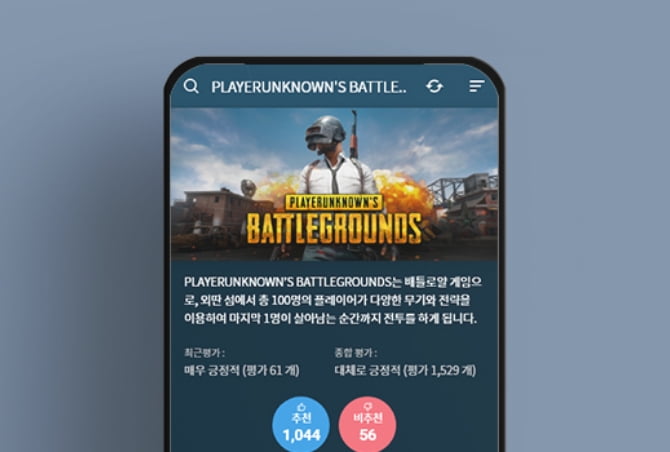 PLAYERUNKNOWN'S BATTLE..
PLAYERUNKNOWN'S
BATTLEGROUNDS
PLAYERUNKNOWN'S BATTLEGROUNDS는 배틀로얄 게임으
로, 외딴 섬에서 총 100명의 플레이어가 다양한 무기와 전략을
이용하여 마지막 1명이 살아남는 순간까지 전투를 하게 됩니다.
최근평가 : 종합 평가 :
매우 긍정적 (평가 61 개) 대체로 긍정적 (평가 1,529 개)
추천 비추천
1,044 56